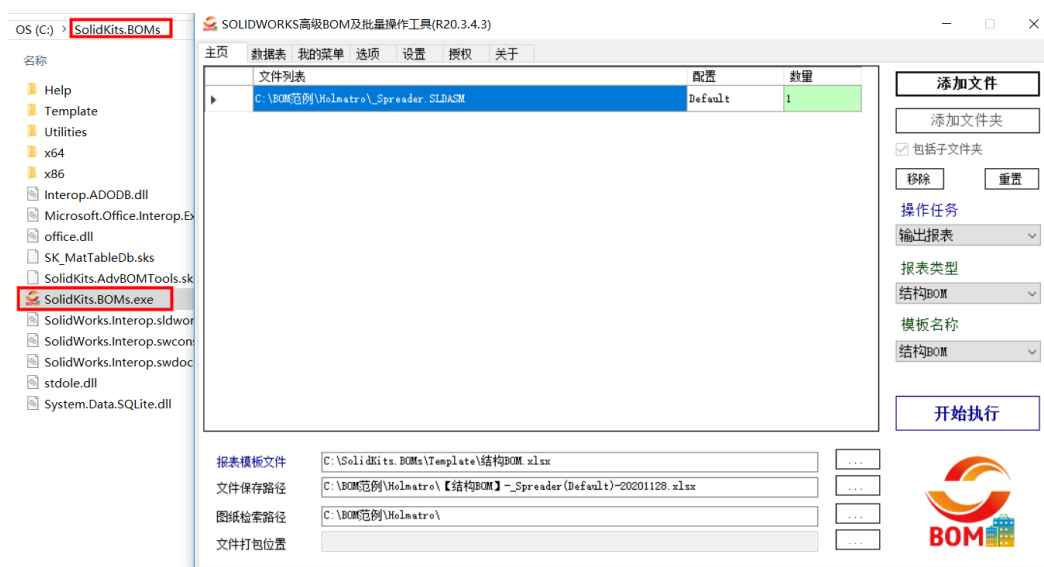 OS (C:) > SolidKits.BOMs
名称
Help
Template
Utilities
x64
x86
Interop.ADODB.dll
Microsoft.Office.Interop.Ex
office.dll
SK_MatTableDb.sks
SolidKits.AdvBOMTools.sk
SolidKits.BOMs.exe
SolidWorks.Interop.sldwor
SolidWorks.Interop.swcons
SolidWorks.Interop.swdoc
stdole.dll
System.Data.SQLite.dll
SOLIDWORKS高级BOM及批量操作工具(R20.3.4.3)
主页 数据表 我的菜单 选项 设置 授权 关于
文件列表 配置 数量
C:\BOM范例\Holmatro\_Spreader.SLDASM Default 1
添加文件
添加文件夹
包括子文件夹
移除 重置
操作任务
输出报表
报表类型
结构BOM
模板名称
结构BOM
开始执行
报表模板文件 C:\SolidKits.BOMs\Template\结构BOM.xlsx ...
文件保存路径 C:\BOM范例\Holmatro\【结构BOM】-_Spreader(Default)-20201128.xlsx ...
图纸检索路径 C:\BOM范例\Holmatro\ ...
文件打包位置 ...
BOM